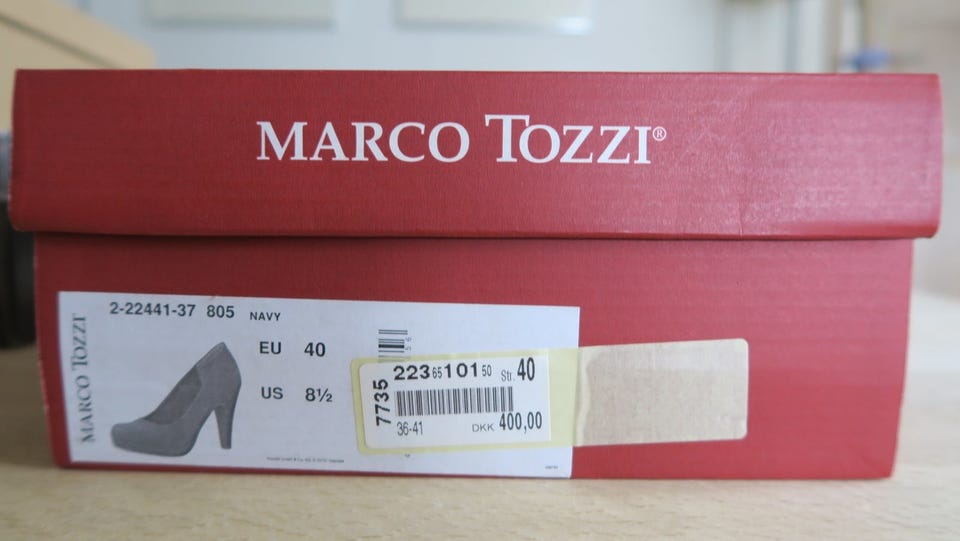 MARCO TOZZI®
2-22441-37 805 NAVY
MARCO TOZZI
EU 40
US 8½
7735
223 65 101 50 Str. 40
36-41 DKK 400,00